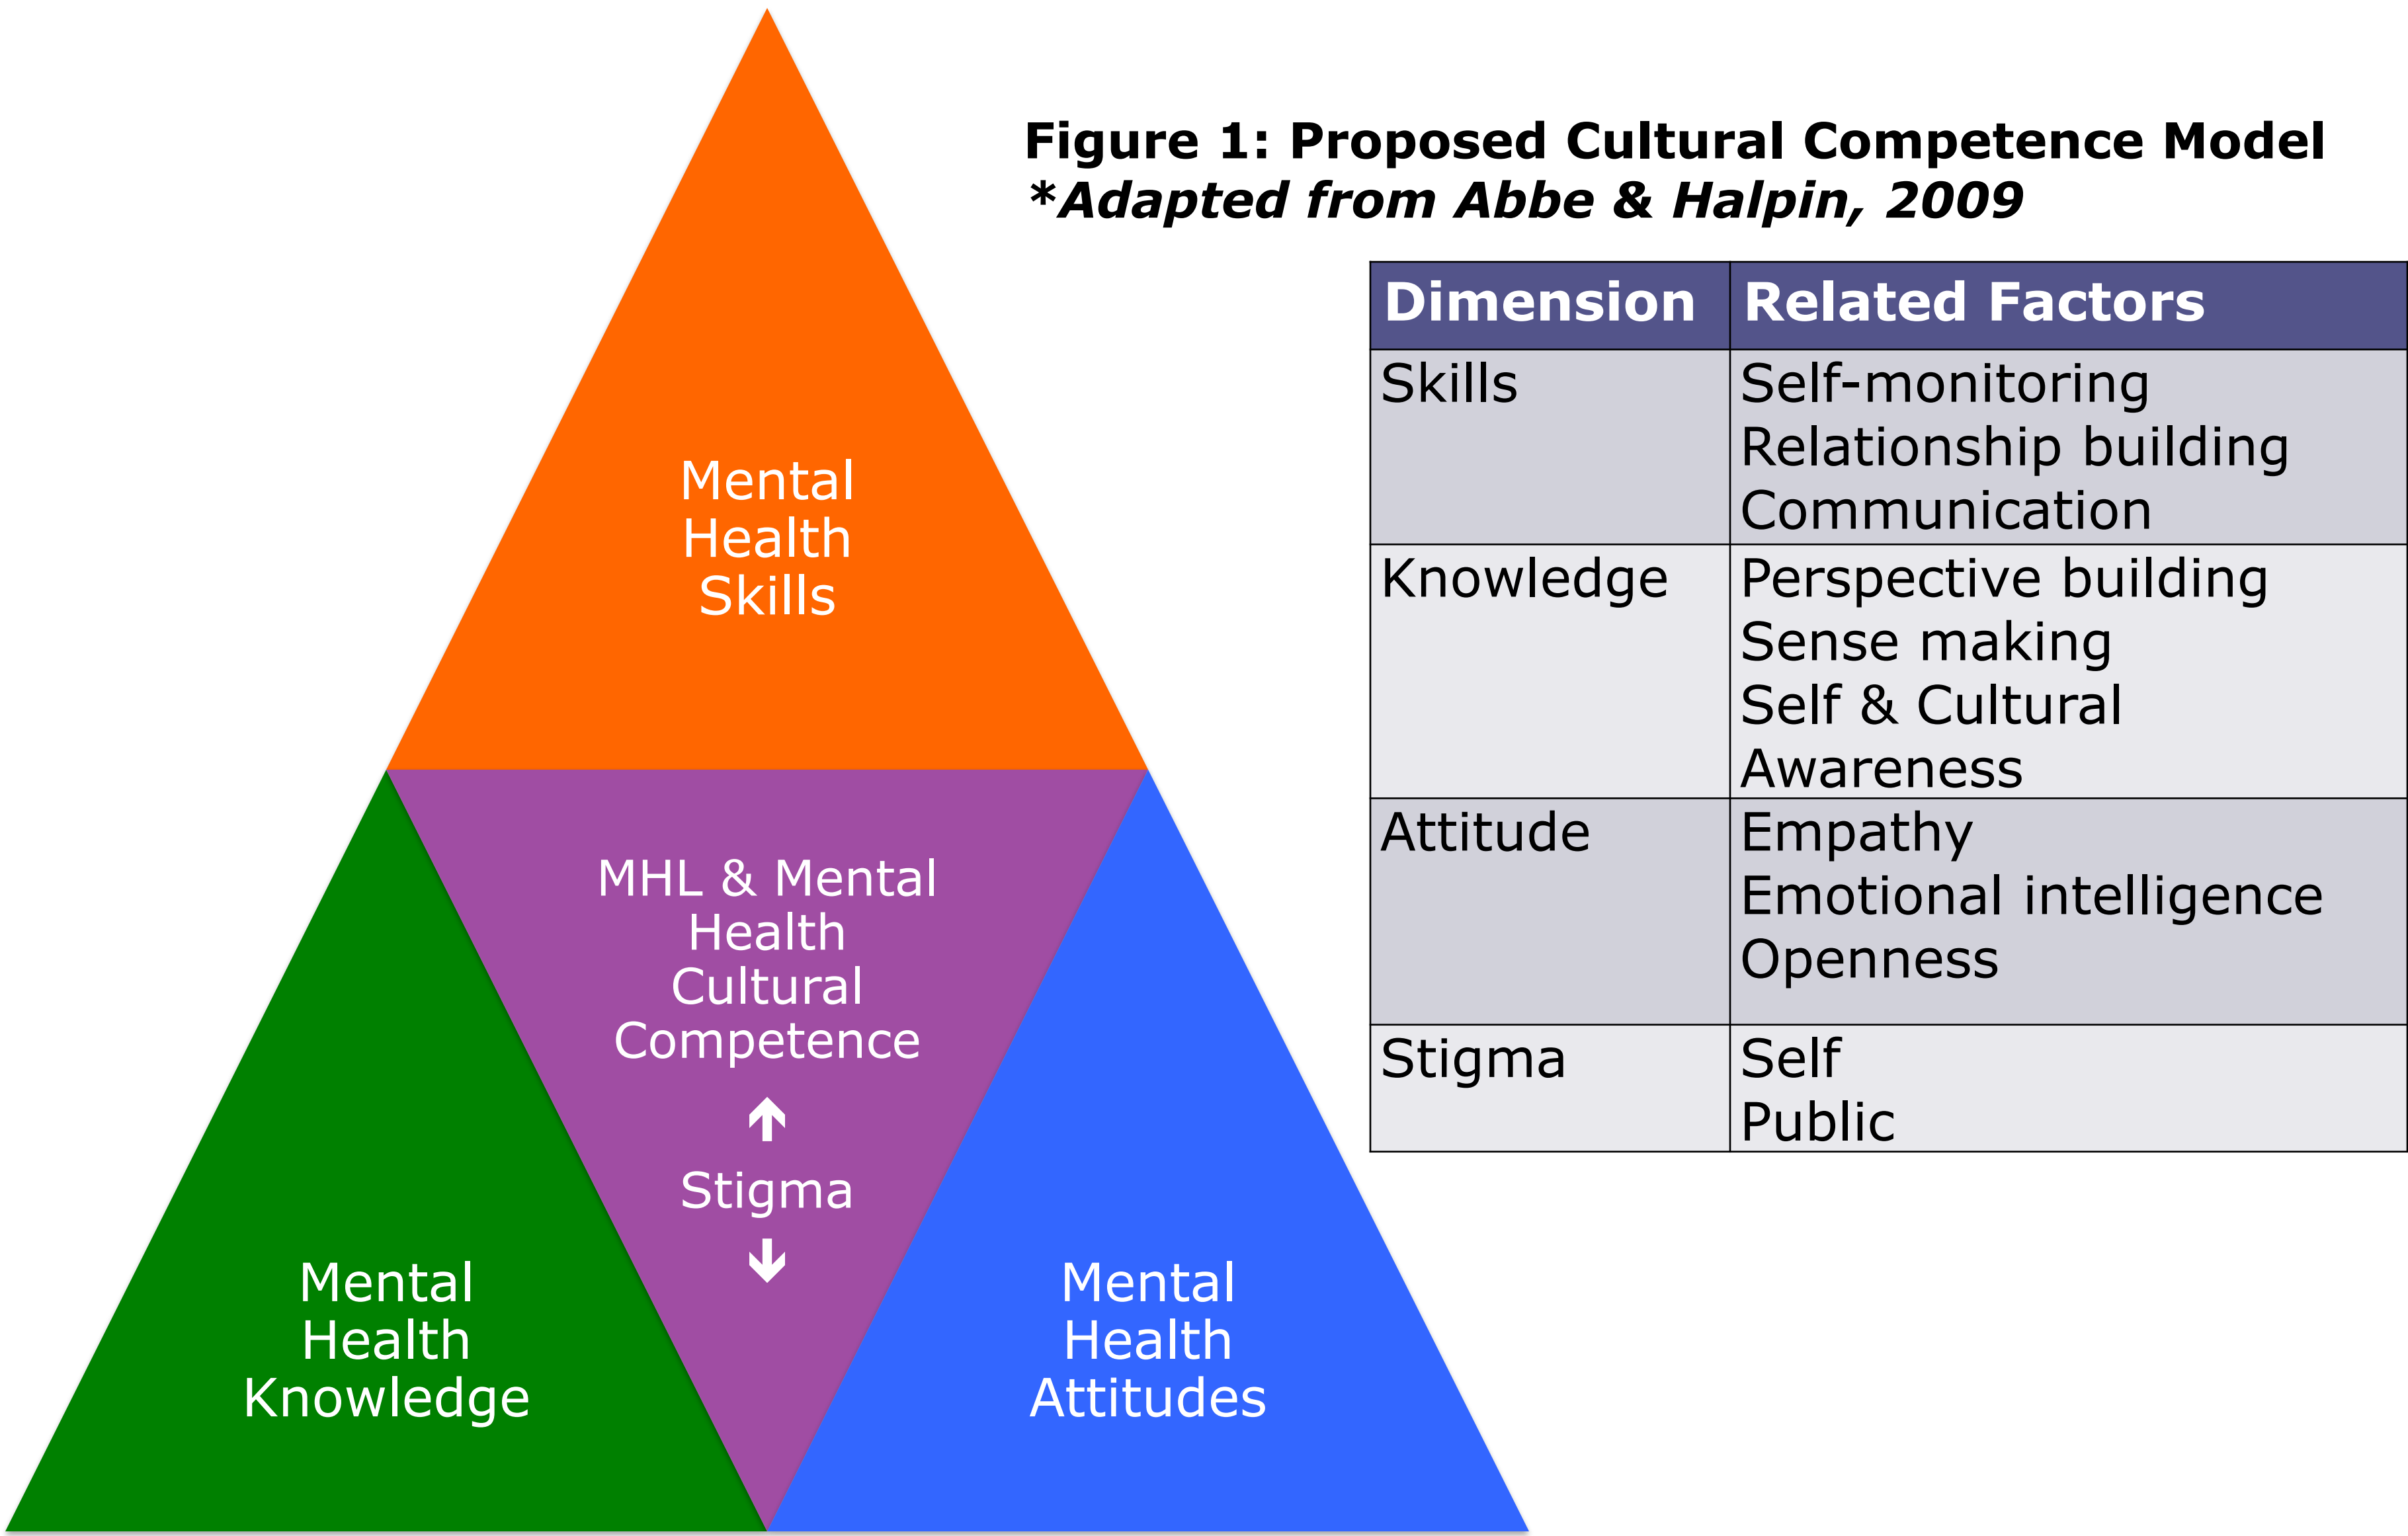 Figure 1: Proposed Cultural Competence Model
*Adapted from Abbe & Halpin, 2009
Mental
Health
Skills
MHL & Mental
Health
Cultural
Competence
↑
Stigma
↓
Mental
Health
Knowledge
Mental
Health
Attitudes
Dimension Related Factors
Skills Self-monitoring
Relationship building
Communication
Knowledge Perspective building
Sense making
Self & Cultural
Awareness
Attitude Empathy
Emotional intelligence
Openness
Stigma Self
Public